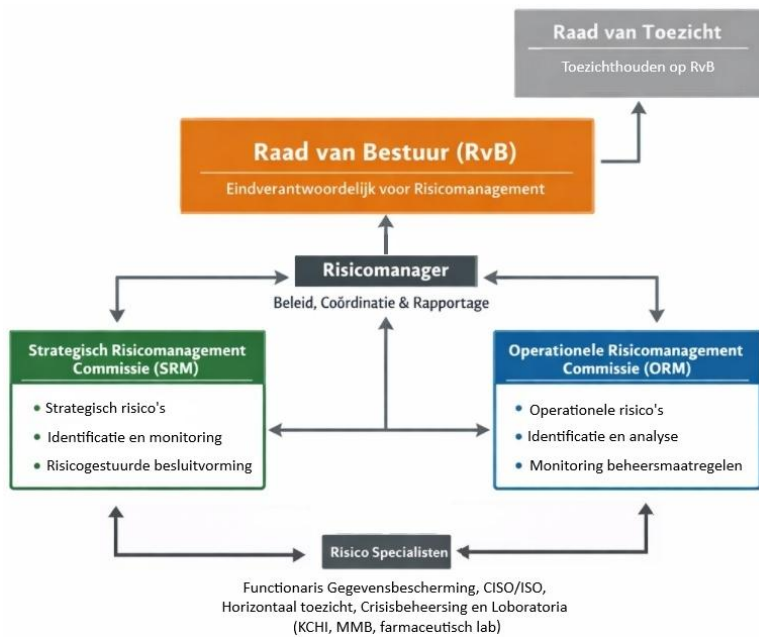 Raad van Toezicht
Toezichthouden op RvB
Raad van Bestuur (RvB)
Eindverantwoordelijk voor Risicomanagement
Risicomanager
Beleid, Coördinatie & Rapportage
Strategisch Risicomanagement
Commissie (SRM)
• Strategisch risico's
• Identificatie en monitoring
• Risicogestuurde besluitvorming
Operationele Risicomanagement
Commissie (ORM)
• Operationele risico's
• Identificatie en analyse
• Monitoring beheersmaatregelen
Risico Specialisten
Functionaris Gegevensbescherming, CISO/ISO,
Horizontaal toezicht, Crisisbeheersing en Loboratoria
(KCHI, MMB, farmaceutisch lab)